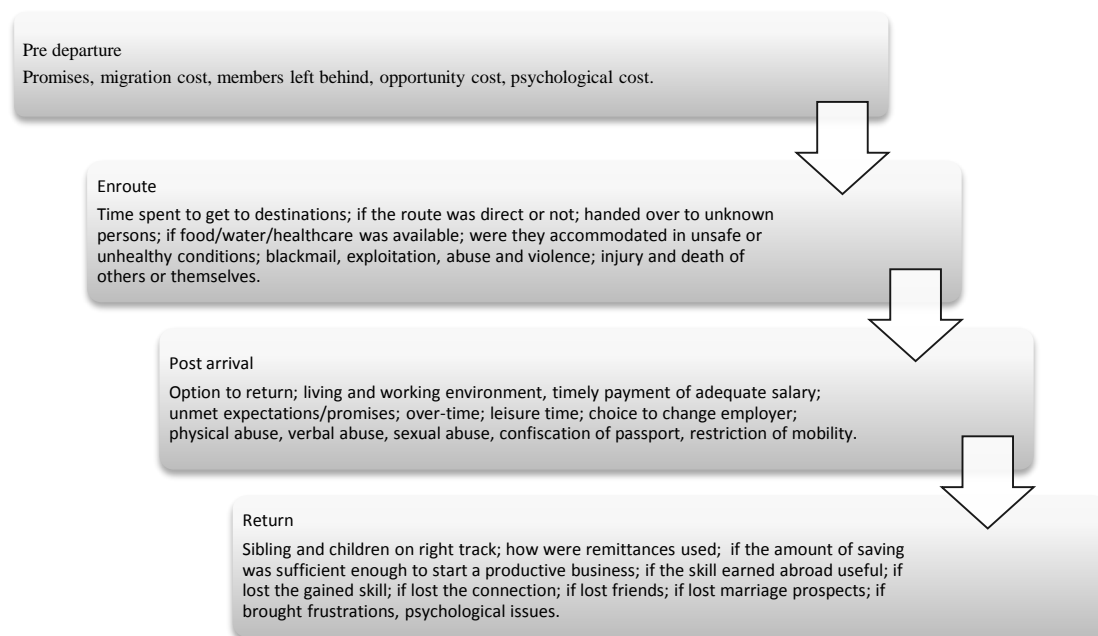 Pre departure
Promises, migration cost, members left behind, opportunity cost, psychological cost.
Enroute
Time spent to get to destinations; if the route was direct or not; handed over to unknown
persons; if food/water/healthcare was available; were they accommodated in unsafe or
unhealthy conditions; blackmail, exploitation, abuse and violence; injury and death of
others or themselves.
Post arrival
Option to return; living and working environment, timely payment of adequate salary;
unmet expectations/promises; over-time; leisure time; choice to change employer;
physical abuse, verbal abuse, sexual abuse, confiscation of passport, restriction of mobility.
Return
Sibling and children on right track; how were remittances used; if the amount of saving
was sufficient enough to start a productive business; if the skill earned abroad useful; if
lost the gained skill; if lost the connection; if lost friends; if lost marriage prospects; if
brought frustrations, psychological issues.